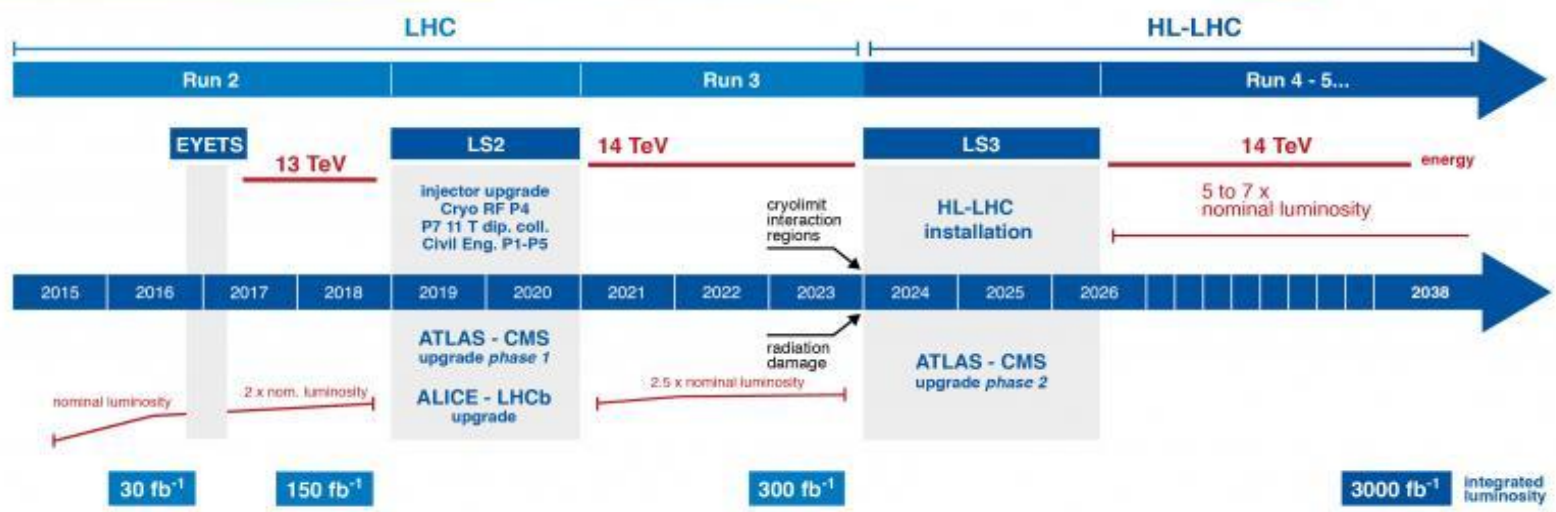 LHC
HL-LHC
Run 2
Run 3
Run 4 - 5...
EYETS
13 TeV
LS2
14 TeV
LS3
14 TeV
energy
injector upgrade
Cryo RF P4
P7 11 T dip. coll.
Civil Eng. P1-P5
cryolimit
interaction
regions
HL-LHC
installation
5 to 7 x
nominal luminosity
2015
2016
2017
2018
2019
2020
2021
2022
2023
2024
2025
2026
2038
ATLAS - CMS
upgrade phase 1
ALICE - LHCb
upgrade
radiation
damage
ATLAS - CMS
upgrade phase 2
nominal luminosity
2 x nom. luminosity
2.5 x nominal luminosity
30 fb⁻¹
150 fb⁻¹
300 fb⁻¹
3000 fb⁻¹
integrated
luminosity